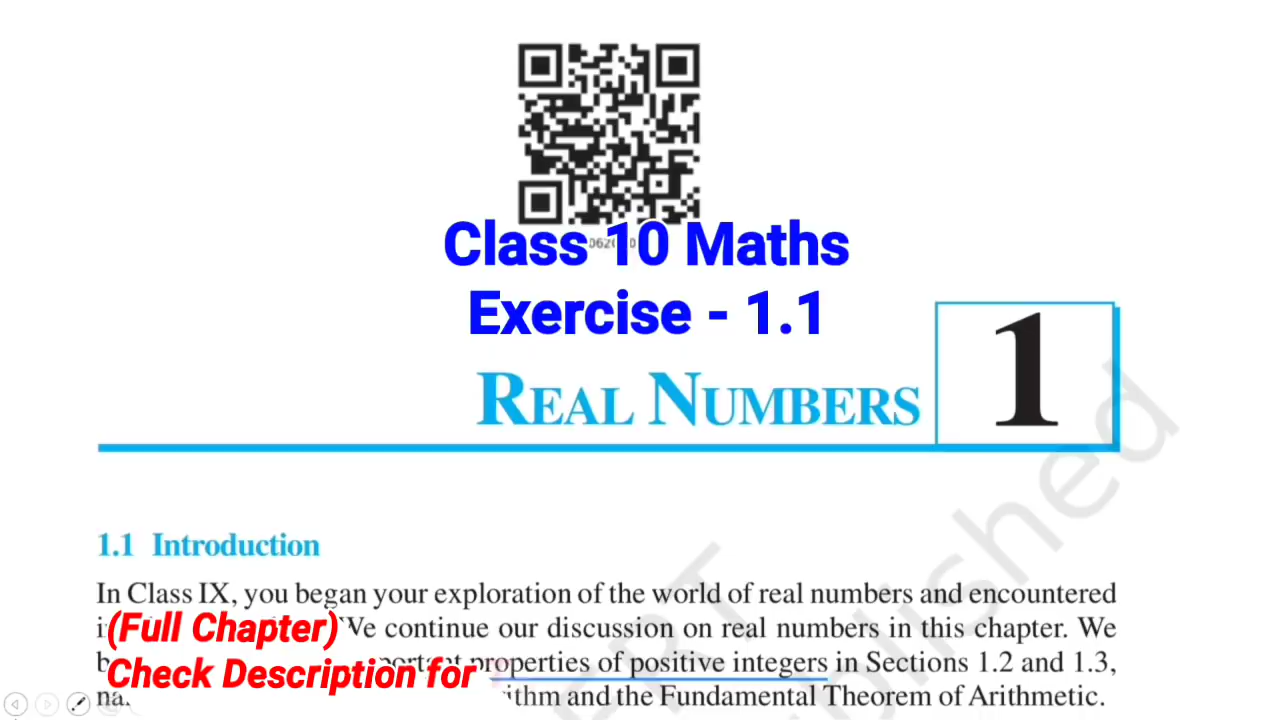 Class 10 Maths
Exercise - 1.1
REAL NUMBERS
1
1.1 Introduction
In Class IX, you began your exploration of the world of real numbers and encountered
(Full Chapter) We continue our discussion on real numbers in this chapter. We
Check Description for properties of positive integers in Sections 1.2 and 1.3,
and the Fundamental Theorem of Arithmetic.